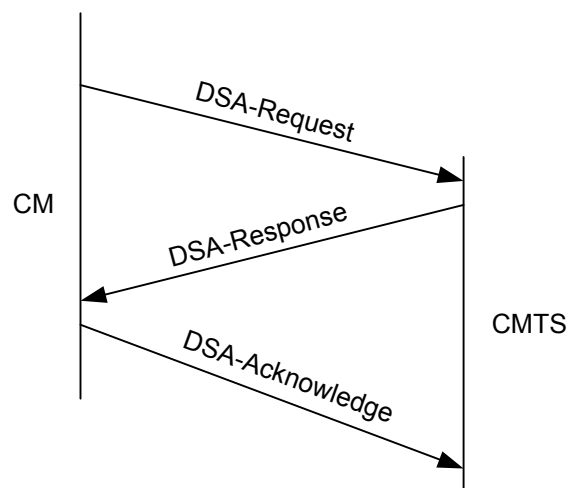 DSA-Request
CM
DSA-Response
CMTS
DSA-Acknowledge